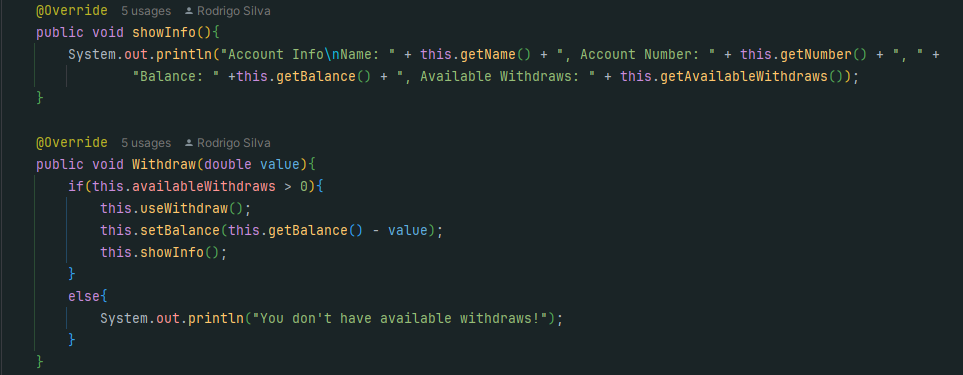 @Override 5 usages Rodrigo Silva
public void showInfo(){
System.out.println("Account Info\nName: " + this.getName() + ", Account Number: " + this.getNumber() + ", " +
"Balance: " +this.getBalance() + ", Available Withdraws: " + this.getAvailableWithdraws());
}
@Override 5 usages Rodrigo Silva
public void Withdraw(double value){
if(this.availableWithdraws > 0){
this.useWithdraw();
this.setBalance(this.getBalance() - value);
this.showInfo();
}
else{
System.out.println("You don't have available withdraws!");
}
}